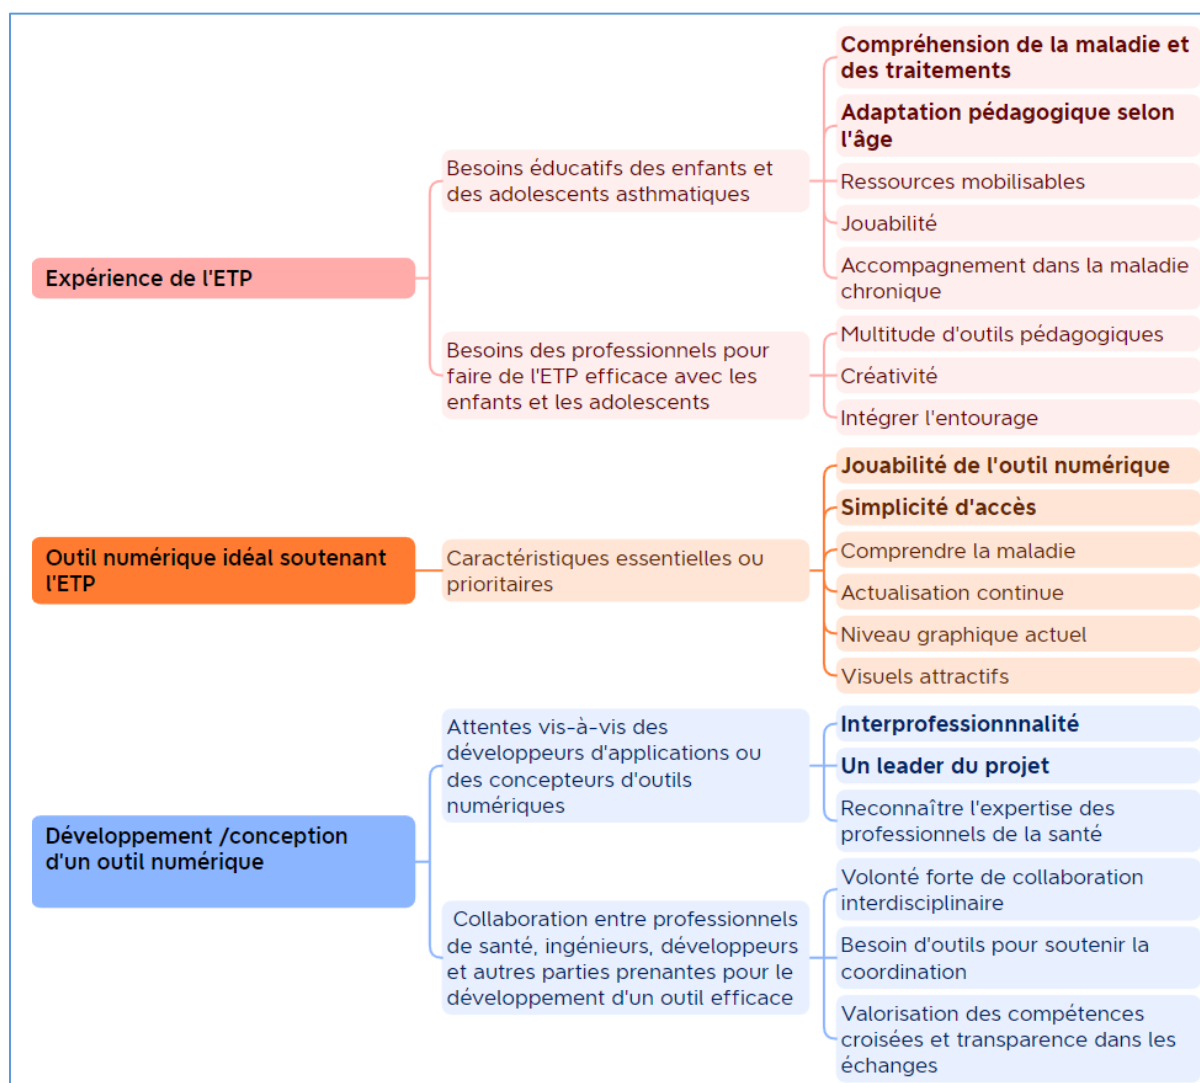 Expérience de l'ETP
Besoins éducatifs des enfants et
des adolescents asthmatiques
Compréhension de la maladie et
des traitements
Adaptation pédagogique selon
l'âge
Ressources mobilisables
Jouabilité
Accompagnement dans la maladie
chronique
Besoins des professionnels pour
faire de l'ETP efficace avec les
enfants et les adolescents
Multitude d'outils pédagogiques
Créativité
Intégrer l'entourage
Outil numérique idéal soutenant
l'ETP
Caractéristiques essentielles ou
prioritaires
Jouabilité de l'outil numérique
Simplicité d'accès
Comprendre la maladie
Actualisation continue
Niveau graphique actuel
Visuels attractifs
Développement /conception
d'un outil numérique
Attentes vis-à-vis des
développeurs d'applications ou
des concepteurs d'outils
numériques
Interprofessionnnalité
Un leader du projet
Reconnaître l'expertise des
professionnels de la santé
Collaboration entre professionnels
de santé, ingénieurs, développeurs
et autres parties prenantes pour le
développement d'un outil efficace
Volonté forte de collaboration
interdisciplinaire
Besoin d'outils pour soutenir la
coordination
Valorisation des compétences
croisées et transparence dans les
échanges